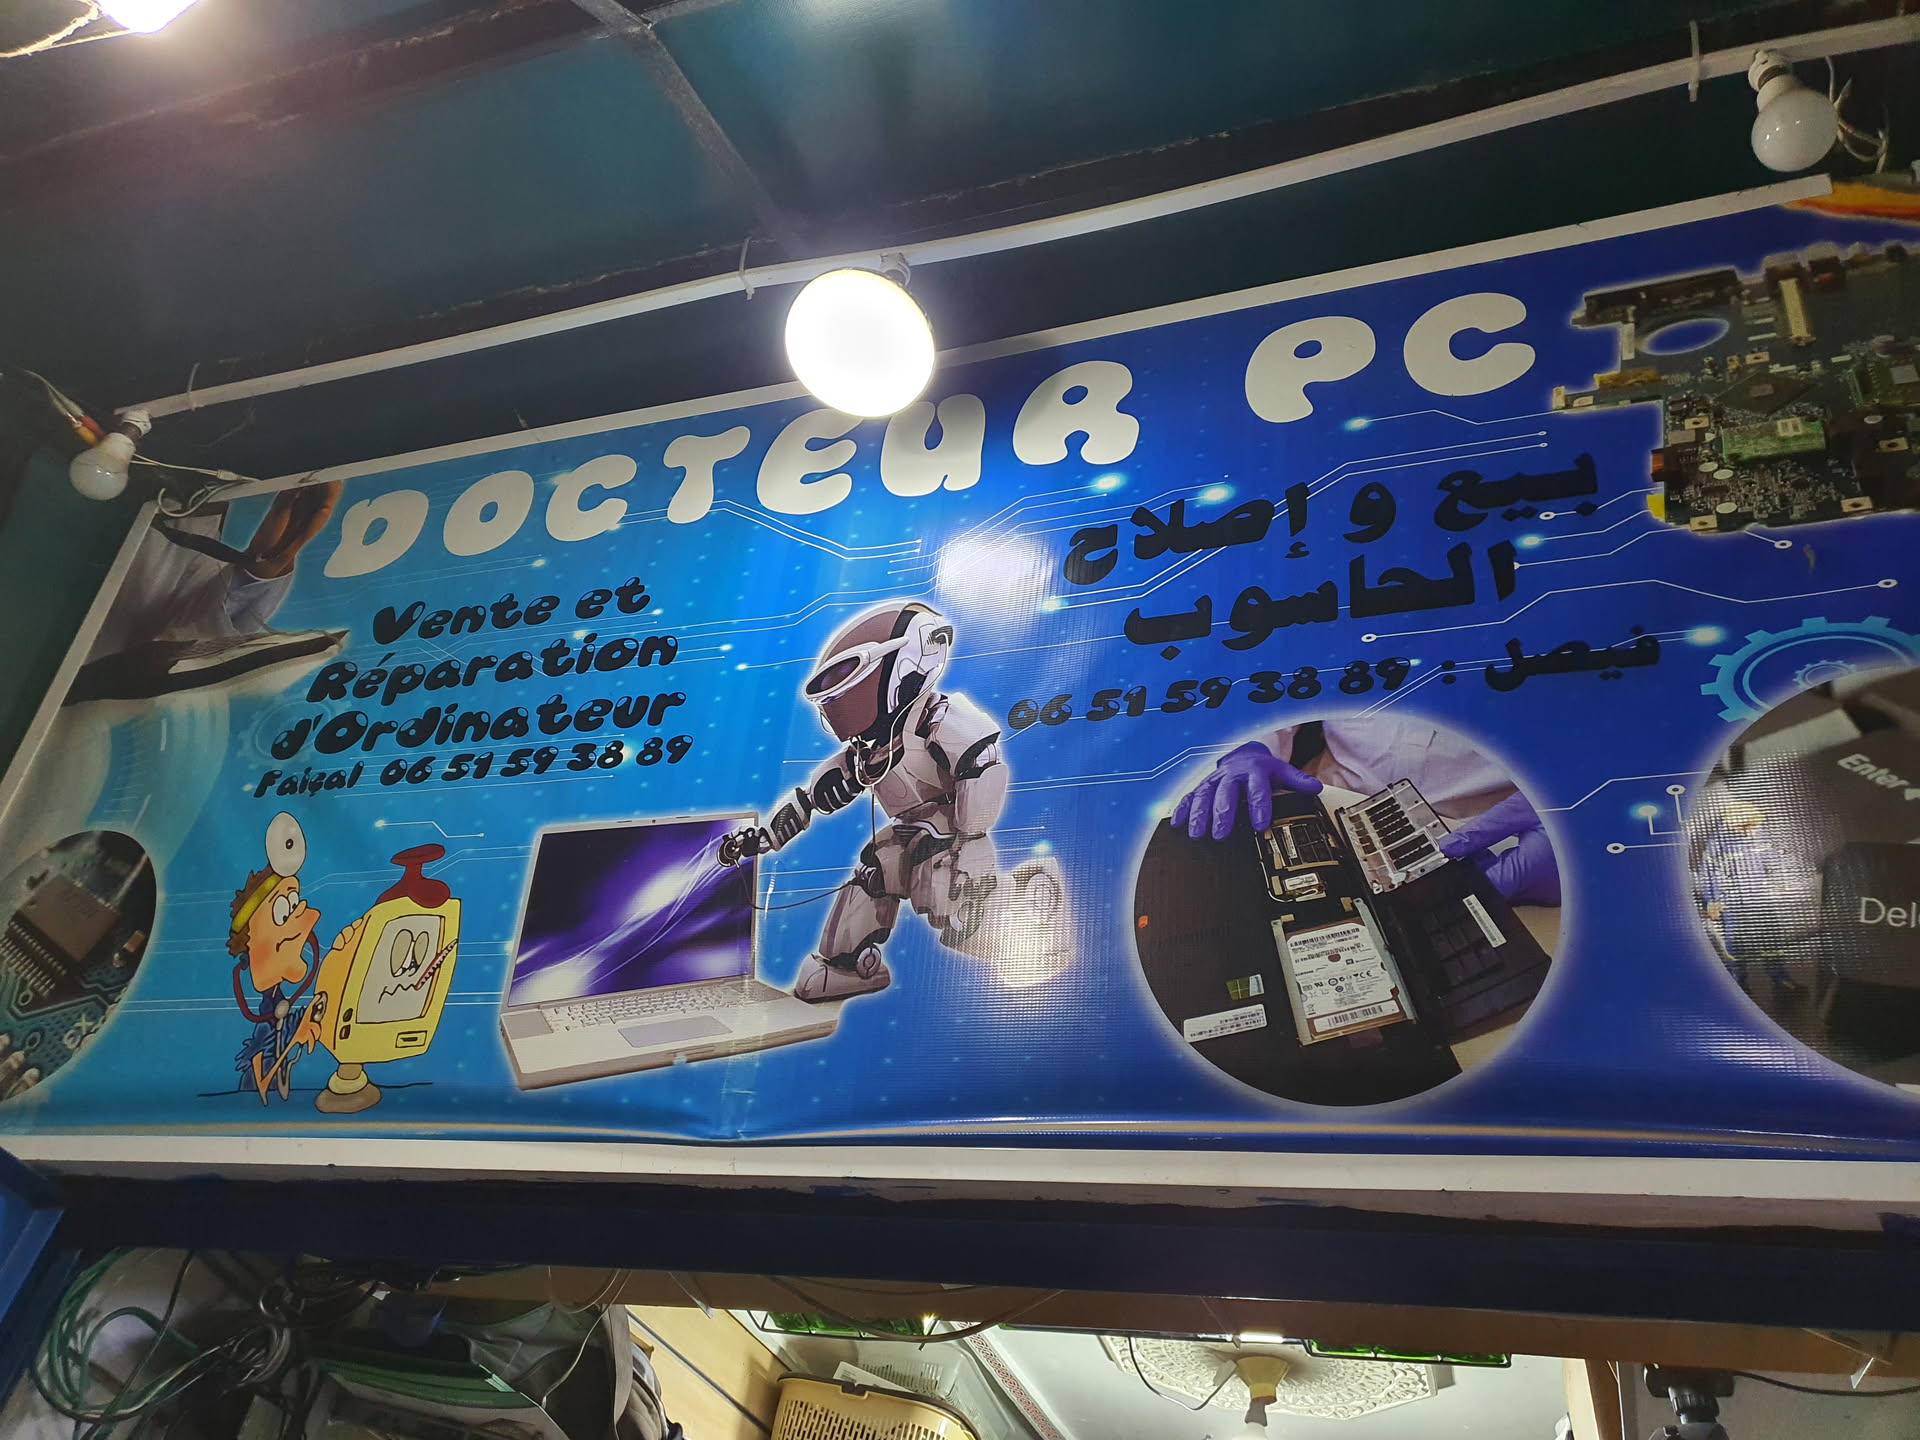 DOCTEUR PC
Vente et
Réparation
d'Ordinateur
Faiçal 06 51 59 38 89
بيع و إصلاح
الحاسوب
فيصل : 89 38 59 51 06
Enter
Del